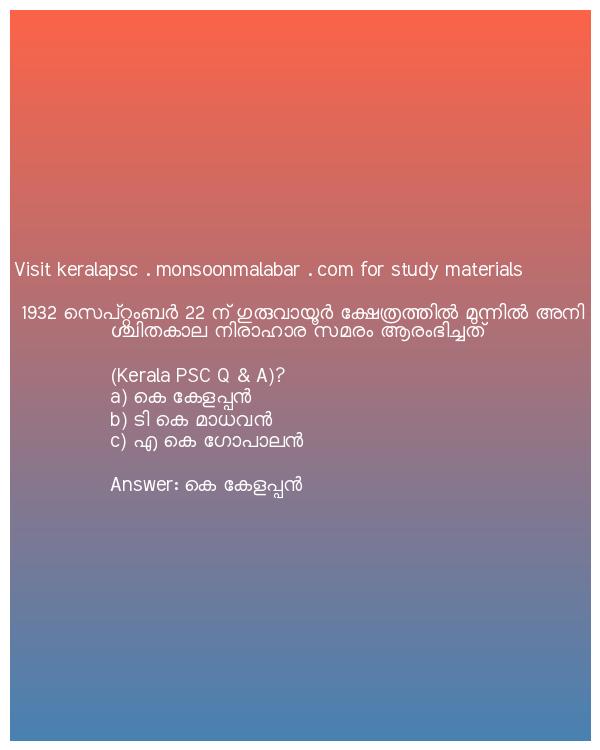 Visit keralapsc . monsoonmalabar . com for study materials
1932 സെപ്റ്റംബർ 22 ന് ഗുരുവായൂർ ക്ഷേത്രത്തിൽ മുന്നിൽ അനി
ശ്ചിതകാല നിരാഹാര സമരം ആരംഭിച്ചത്
(Kerala PSC Q & A)?
a) കെ കേളപ്പൻ
b) ടി കെ മാധവൻ
c) എ കെ ഗോപാലൻ
Answer: കെ കേളപ്പൻ